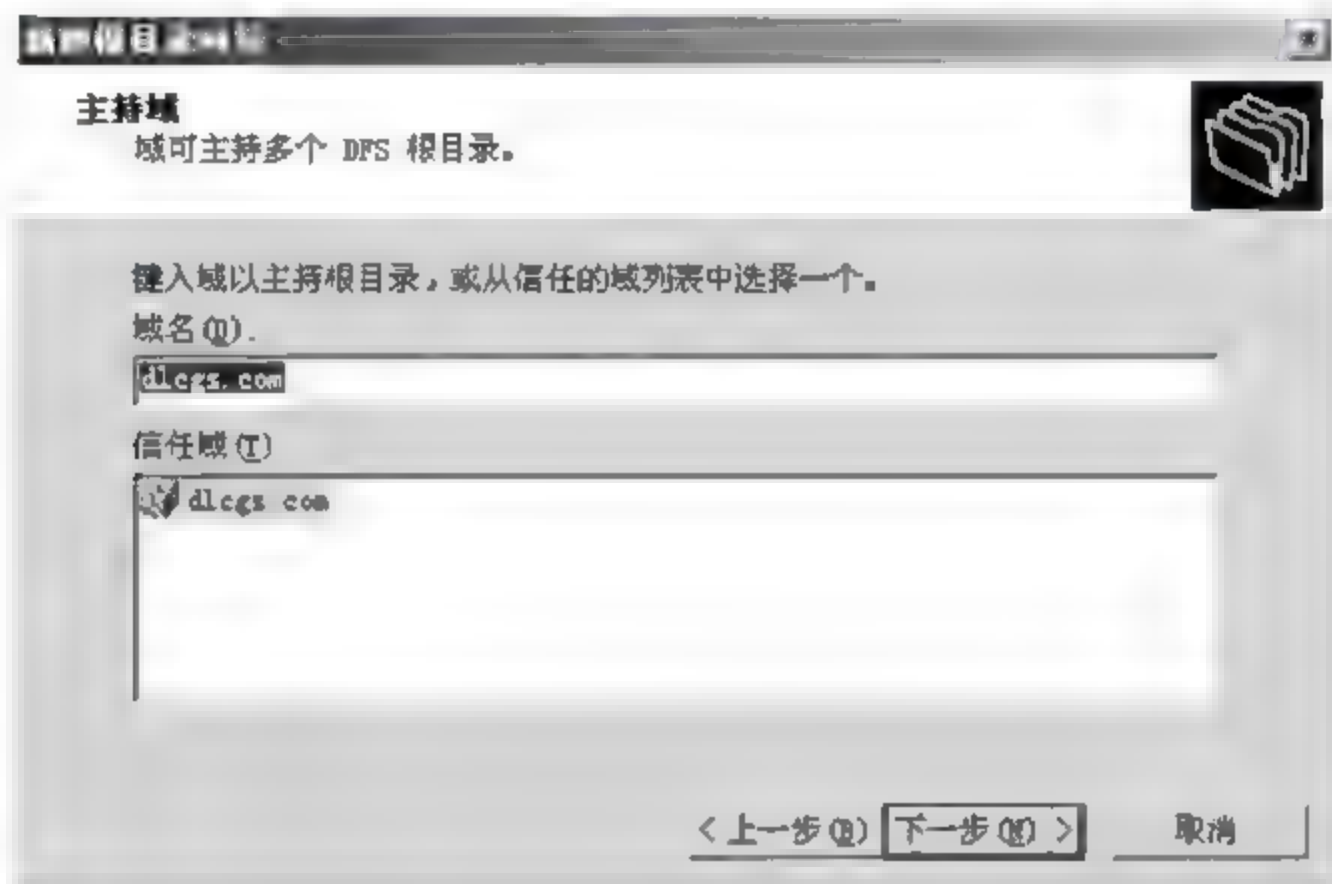 主持域
域可主持多个 DFS 根目录。
键入域以主持根目录，或从信任的域列表中选择一个。
域名(D).
dlcgs.com
信任域(T)
dlcgs com
< 上一步(B) 下一步(N) > 取消